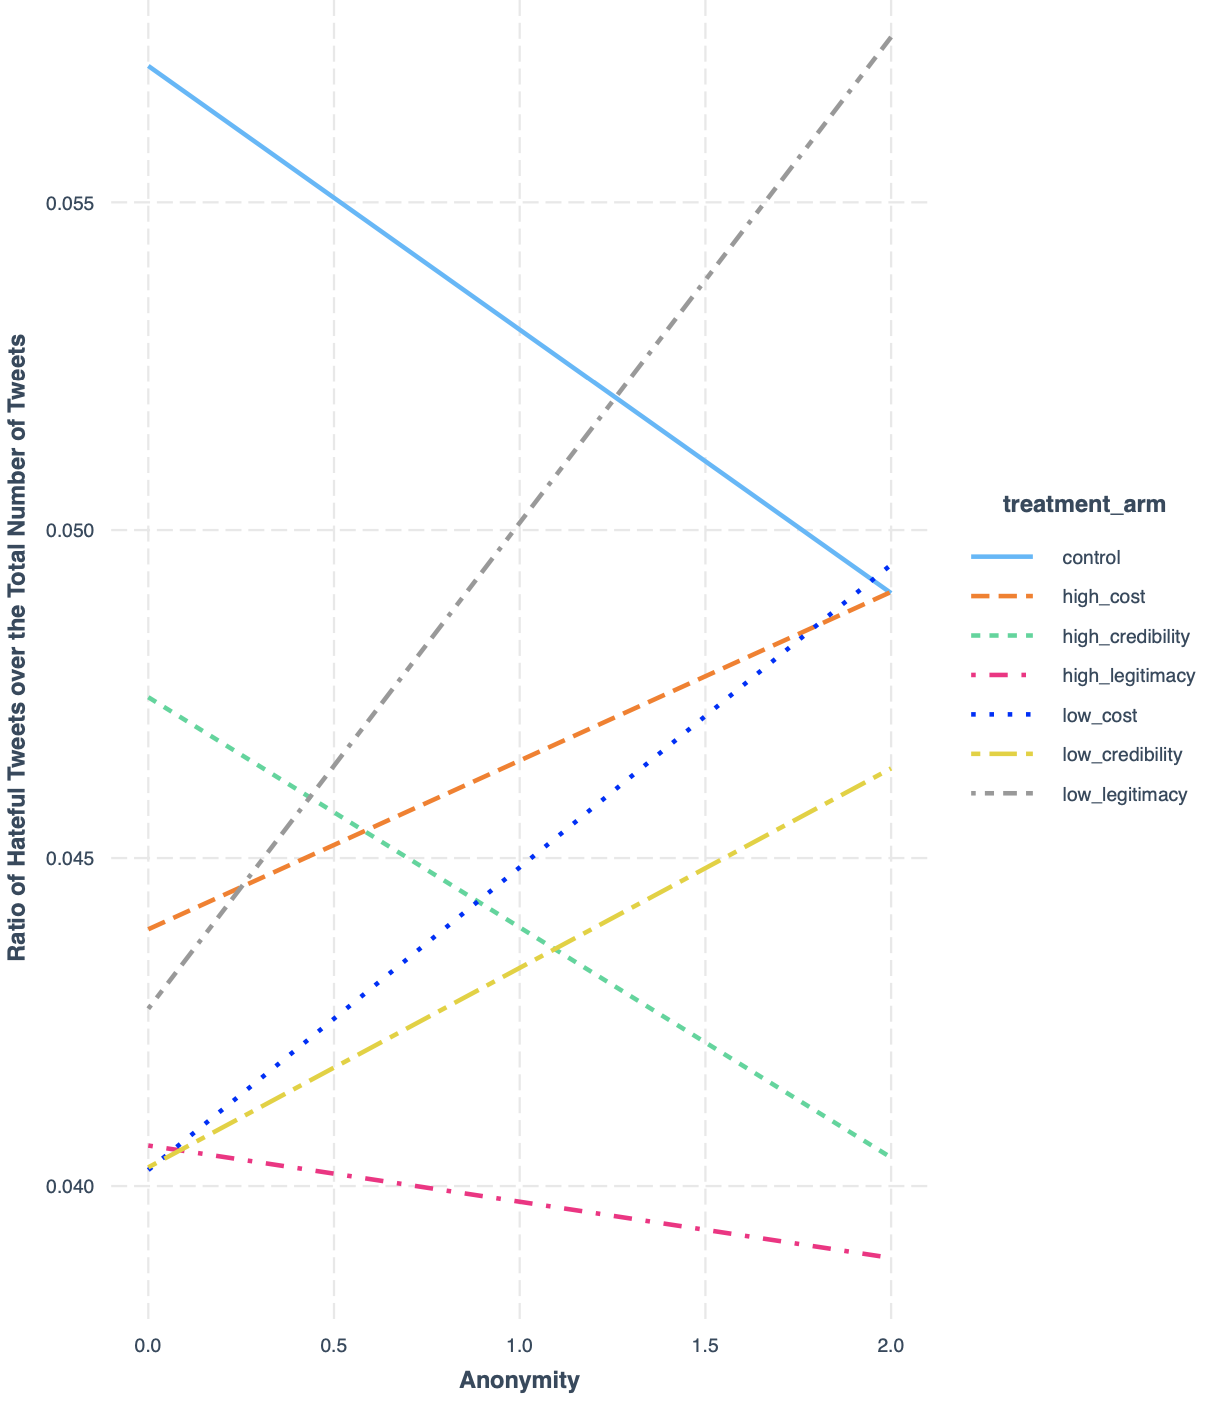 Ratio of Hateful Tweets over the Total Number of Tweets
0.055
0.050
0.045
0.040
0.0 0.5 1.0 1.5 2.0
Anonymity
treatment_arm
control
high_cost
high_credibility
high_legitimacy
low_cost
low_credibility
low_legitimacy